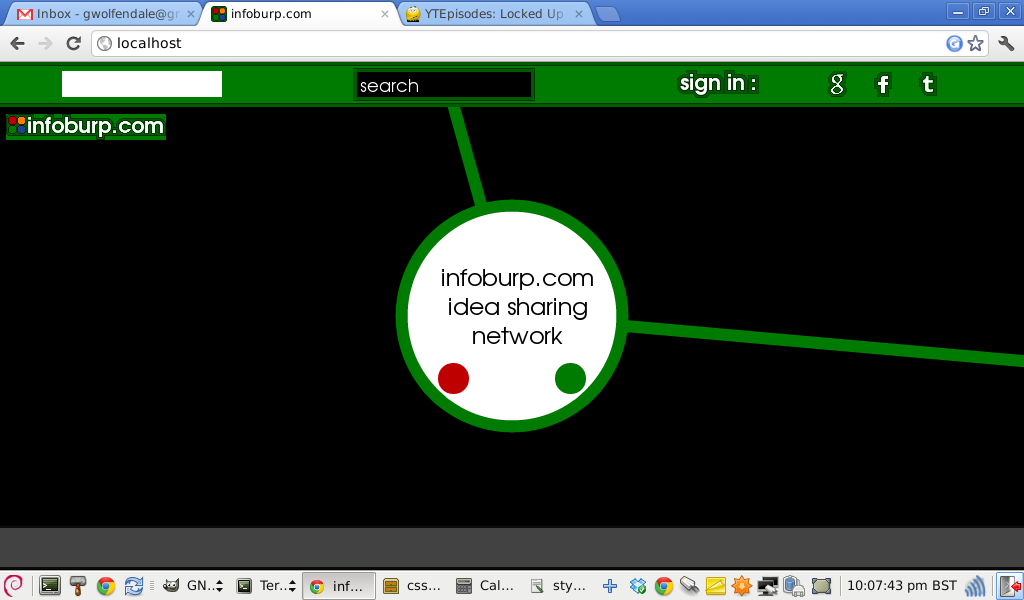 Inbox - gwolfendale@gr
infoburp.com
YTEpisodes: Locked Up
localhost
search
sign in :
g
f
t
infoburp.com
infoburp.com
idea sharing
network
GN...
Ter...
inf...
css...
Cal...
sty...
10:07:43 pm BST